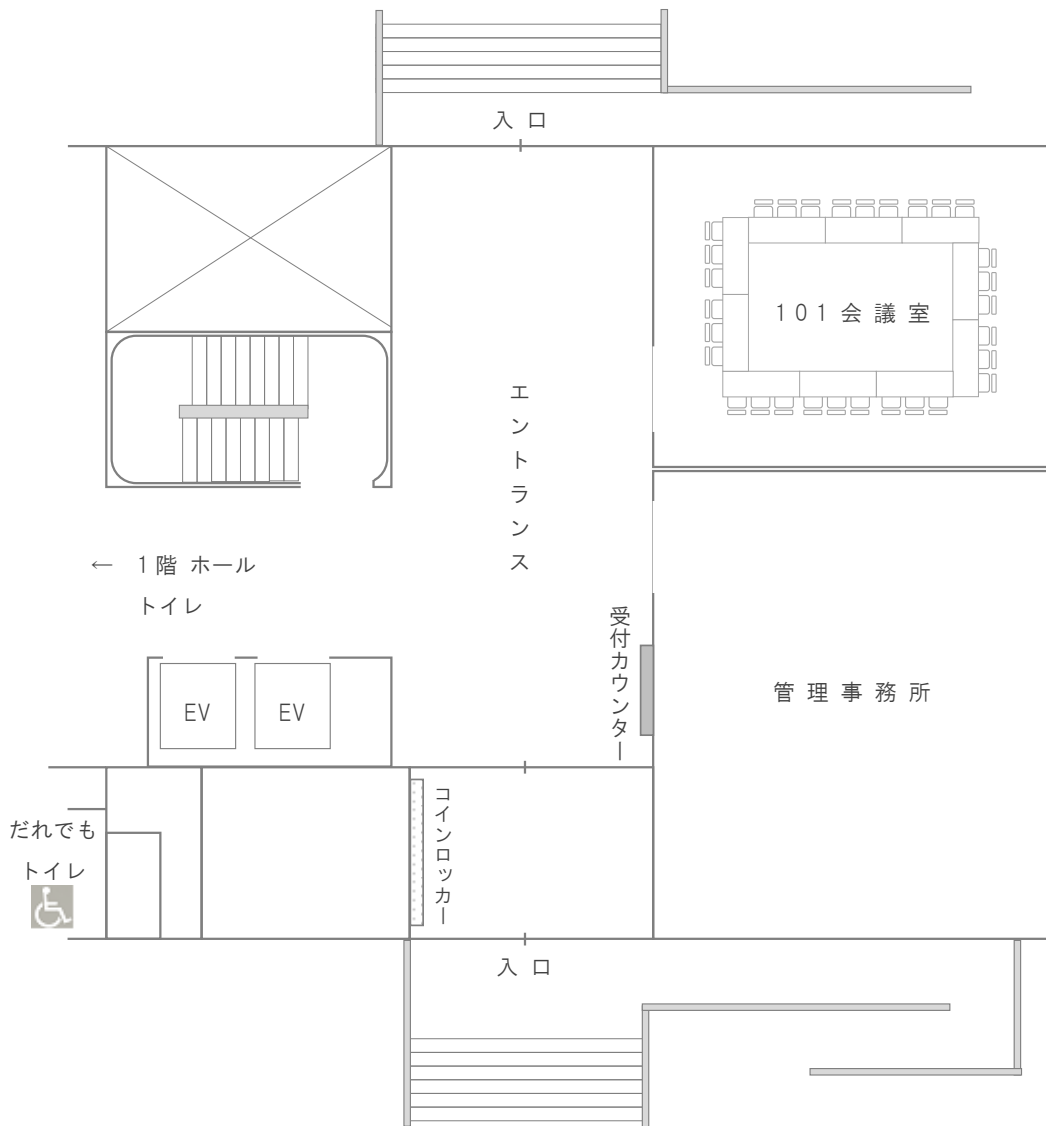 入口
101会議室
エントランス
← 1階 ホール
トイレ
受付カウンター
管理事務所
EV
EV
コインロッカー
だれでも
トイレ
入口